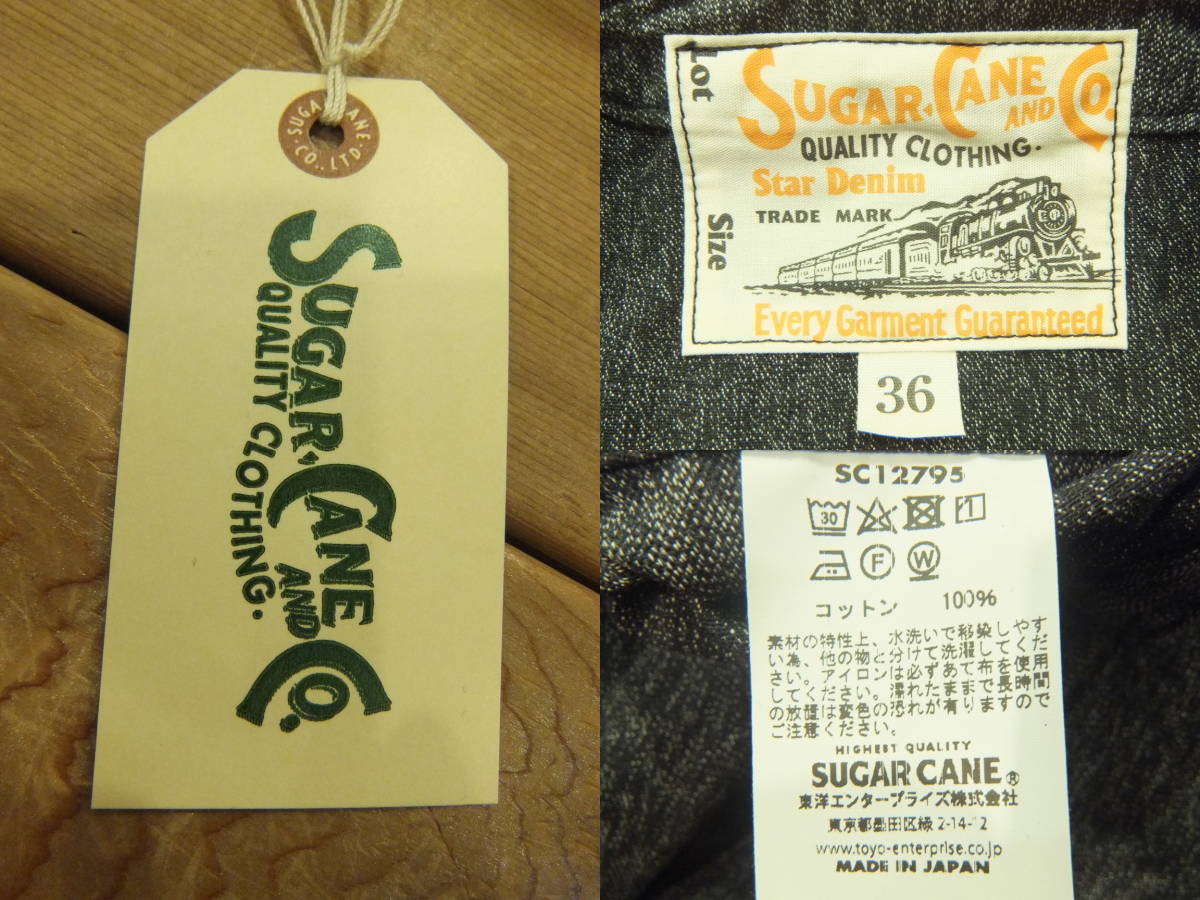 SUGAR CANE
CO., LTD.
SUGAR CANE AND CO.
QUALITY CLOTHING.
Lot
SUGAR CANE AND CO.
QUALITY CLOTHING.
Star Denim
TRADE MARK
Size
Every Garment Guaranteed
36
SC12795
30
1
F
W
コットン 100%
素材の特性上、水洗いで移染しやす
い為、他の物と分けて洗濯してくだ
さい。アイロンは必ずあて布を使用
してください。濡れたままで長時間
の放置は変色の恐れが有りますので
ご注意ください。
HIGHEST QUALITY
SUGAR CANE®
東洋エンタープライズ株式会社
東京都墨田区緑 2-14-12
www.toyo-enterprise.co.jp
MADE IN JAPAN